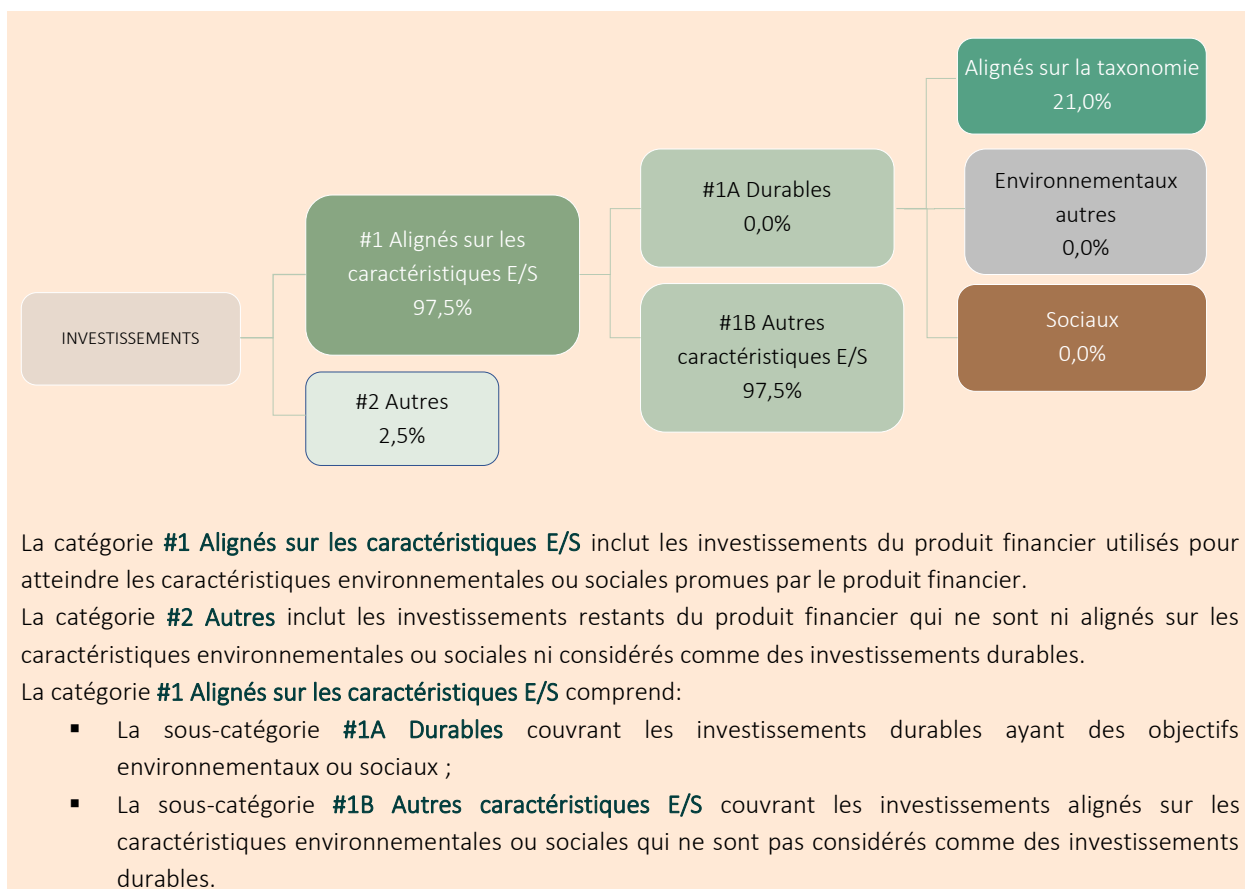 Alignés sur la taxonomie
21,0%
#1A Durables
0,0%
Environnementaux
autres
0,0%
#1 Alignés sur les
caractéristiques E/S
97,5%
Sociaux
0,0%
#1B Autres
caractéristiques E/S
97,5%
INVESTISSEMENTS
#2 Autres
2,5%
La catégorie #1 Alignés sur les caractéristiques E/S inclut les investissements du produit financier utilisés pour
atteindre les caractéristiques environnementales ou sociales promues par le produit financier.
La catégorie #2 Autres inclut les investissements restants du produit financier qui ne sont ni alignés sur les
caractéristiques environnementales ou sociales ni considérés comme des investissements durables.
La catégorie #1 Alignés sur les caractéristiques E/S comprend:
▪ La sous-catégorie #1A Durables couvrant les investissements durables ayant des objectifs
environnementaux ou sociaux ;
▪ La sous-catégorie #1B Autres caractéristiques E/S couvrant les investissements alignés sur les
caractéristiques environnementales ou sociales qui ne sont pas considérés comme des investissements
durables.